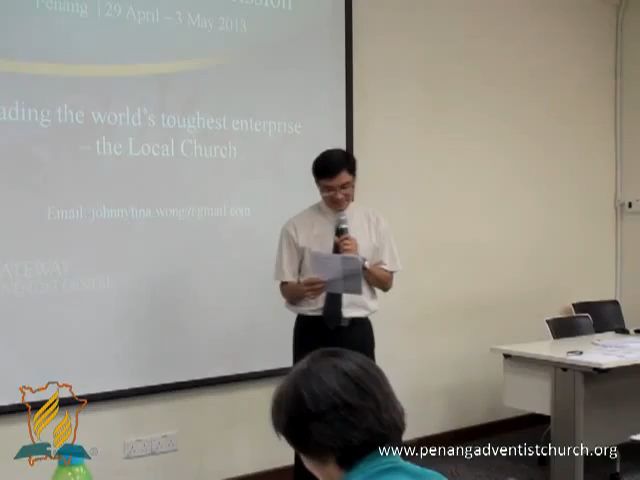 Penang | 29 April – 3 May 2013
ading the world's toughest enterprise
– the Local Church
Email: johnnylina.wong@gmail.com
ATEWAY
www.penangadventistchurch.org